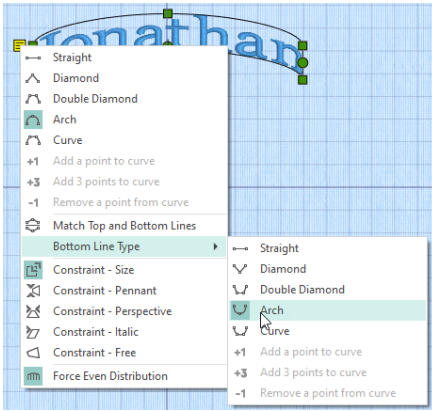 Jonathan
Straight
Diamond
Double Diamond
Arch
Curve
+1 Add a point to curve
+3 Add 3 points to curve
-1 Remove a point from curve
Match Top and Bottom Lines
Bottom Line Type
Constraint - Size
Constraint - Pennant
Constraint - Perspective
Constraint - Italic
Constraint - Free
Force Even Distribution
Straight
Diamond
Double Diamond
Arch
Curve
+1 Add a point to curve
+3 Add 3 points to curve
-1 Remove a point from curve